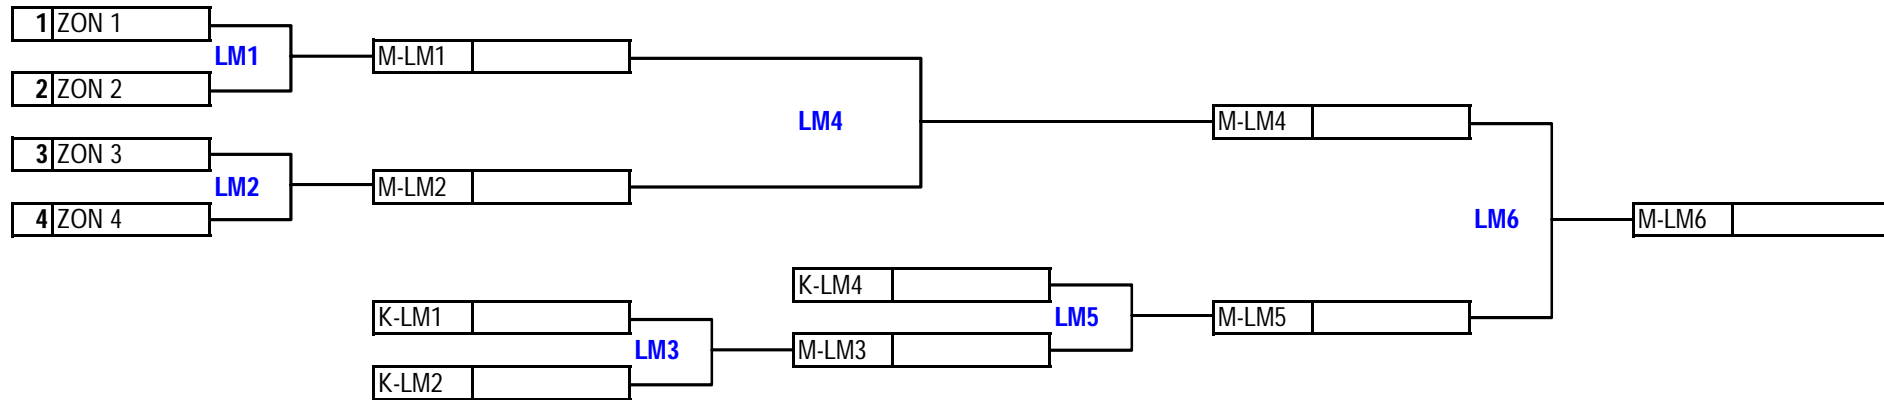 1 ZON 1
LM1
M-LM1
2 ZON 2
LM4
M-LM4
3 ZON 3
LM2
M-LM2
4 ZON 4
LM6
M-LM6
K-LM4
K-LM1
LM5
M-LM5
LM3
M-LM3
K-LM2